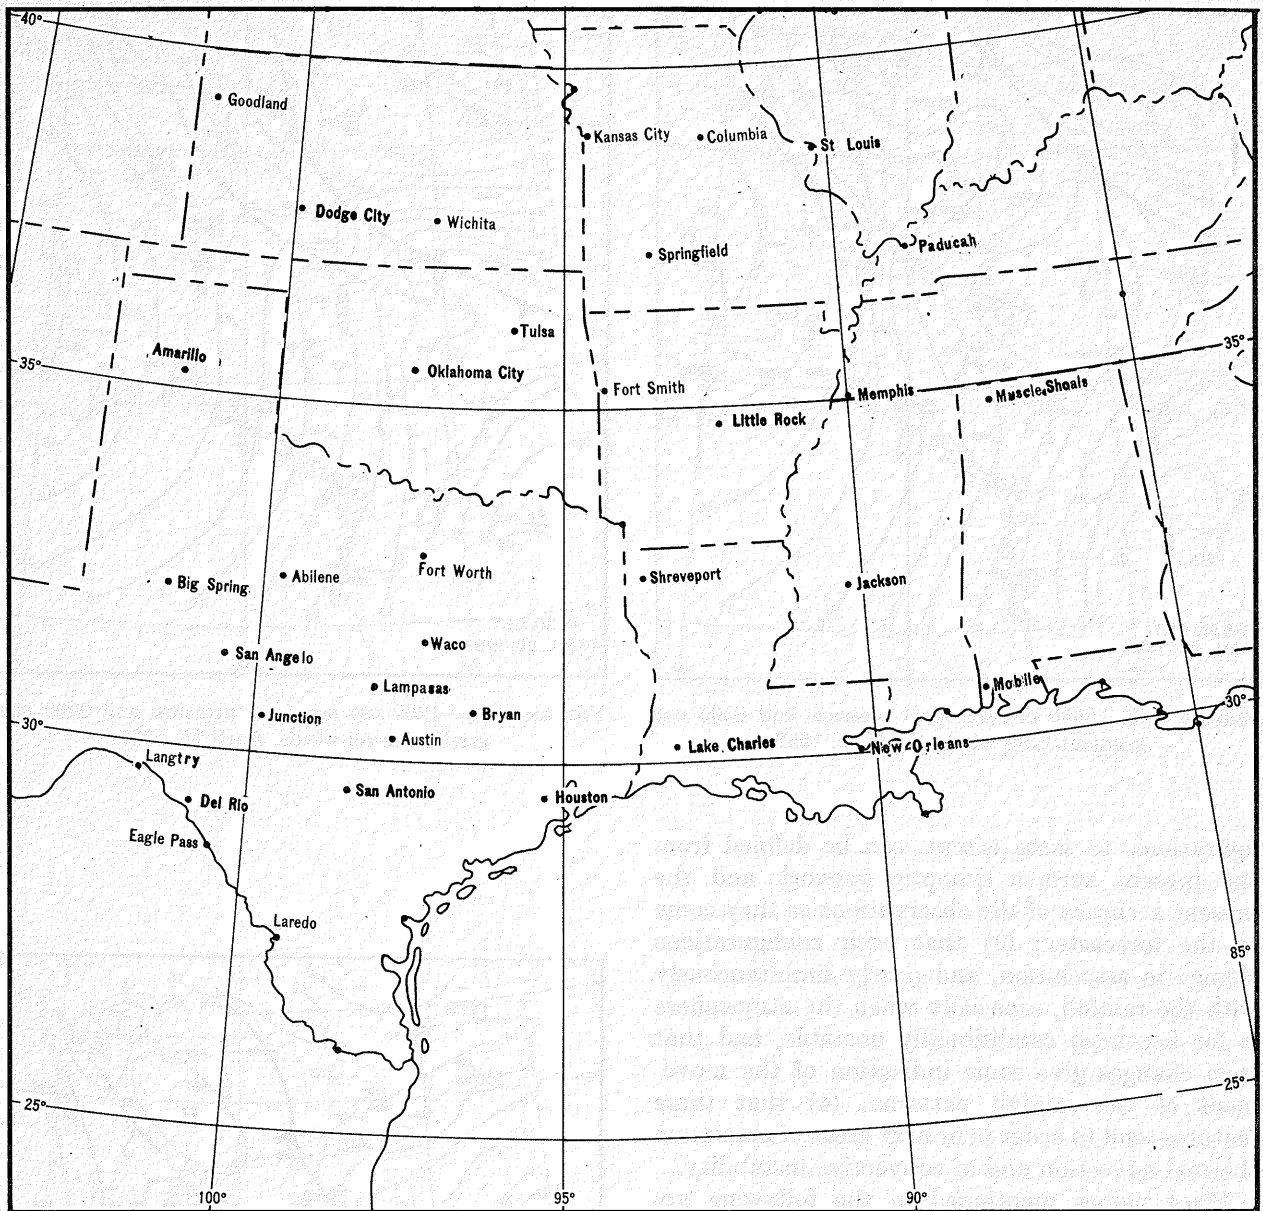 40°
Goodland
Kansas City
Columbia
St Louis
Dodge City
Wichita
Paducah
Springfield
Tulsa
35°
Amarillo
35°
Oklahoma City
Fort Smith
Memphis
Muscle Shoals
Little Rock
Fort Worth
Shreveport
Abilene
Big Spring
Jackson
Waco
San Angelo
Lampasas
Mobile
30°
30°
Junction
Bryan
Austin
Lake Charles
New Orleans
Langtry
Del Rio
San Antonio
Houston
Eagle Pass
Laredo
85°
25°
25°
100°
95°
90°